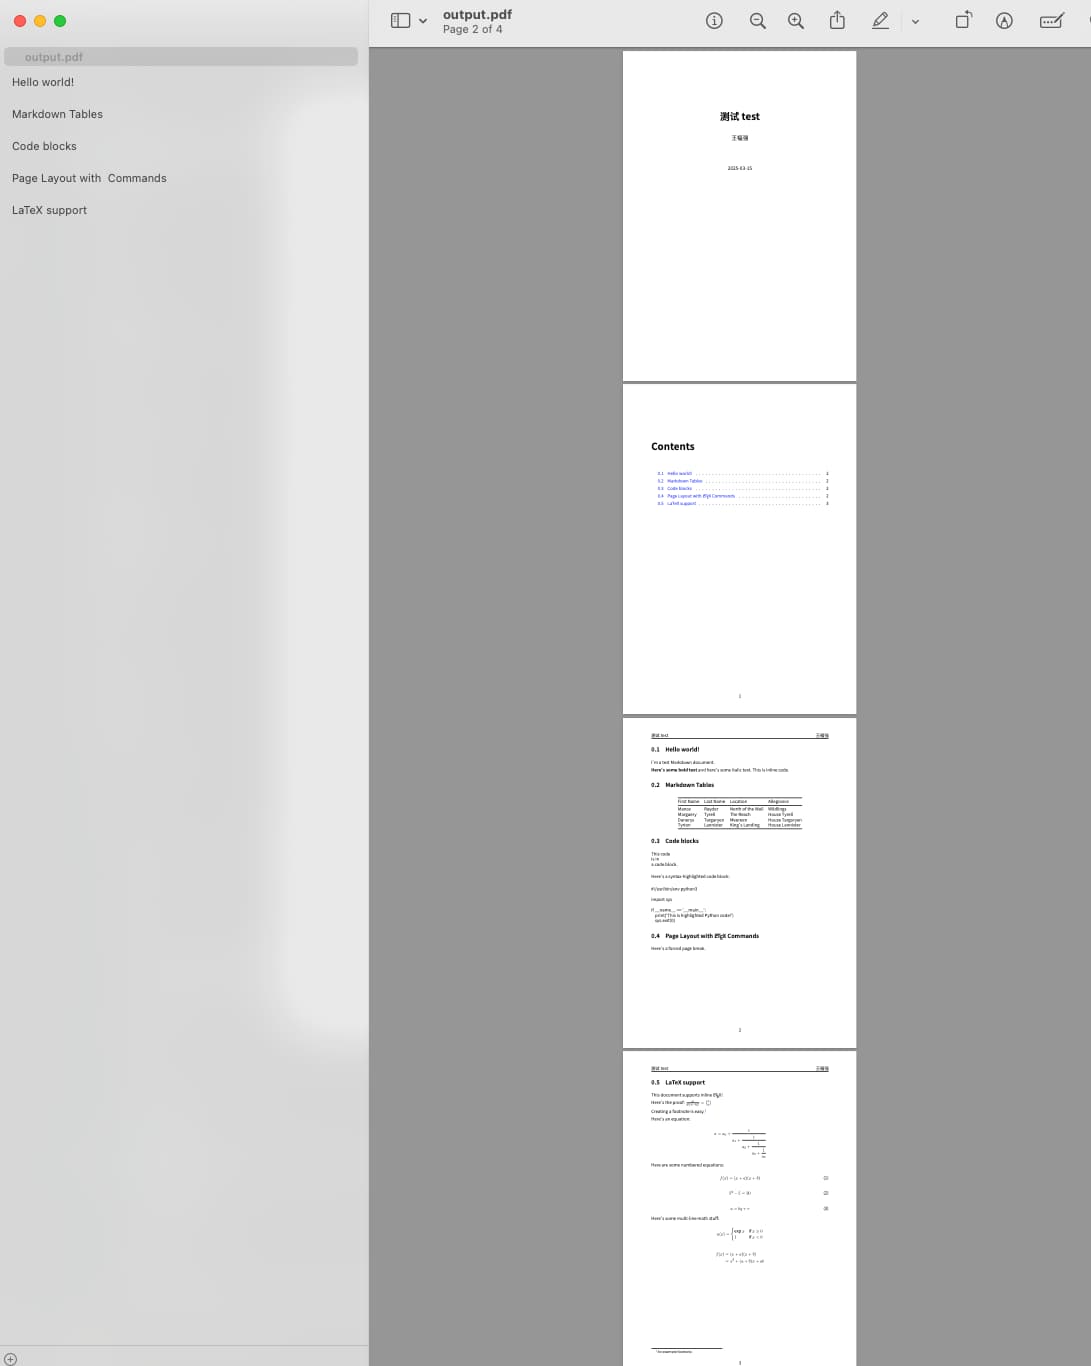 output.pdf
Page 2 of 4
output.pdf
Hello world!
Markdown Tables
Code blocks
Page Layout with  Commands
LaTeX support
测试 test
王福强
2025-03-15
Contents
0.1 Hello world!
0.2 Markdown Tables 2
0.3 Code blocks 2
0.4 Page Layout with LaTeX Commands 2
0.5 LaTeX support 3
1
测试 test 王福强
0.1 Hello world!
I'm a test Markdown document.
Here's some bold text and here's some italic text. This is inline code.
0.2 Markdown Tables
First Name Last Name Location Allegiance
Mance Rayder North of the Wall Wildlings
Margaery Tyrell The Reach House Tyrell
Daenerys Targaryen Meereen House Targaryen
Tyrion Lannister King's Landing House Lannister
0.3 Code blocks
This code
is in
a code block.
Here's a syntax-highlighted code block:
#!/usr/bin/env python3
import sys
if __name__ == '__main__':
print("This is highlighted Python code!")
sys.exit(0)
0.4 Page Layout with LaTeX Commands
Here's a forced page break.
2
测试 test 王福强
0.5 LaTeX support
This document supports inline LaTeX!
Here's the proof:
Creating a footnote is easy.¹
Here's an equation:
Here are some numbered equations:
f(x) = (x + a)(x + b) (1)
(2)
(3)
Here's some multi-line math stuff:
f(x) = (x + a)(x + b)
= x² + (a + b)x + ab
3